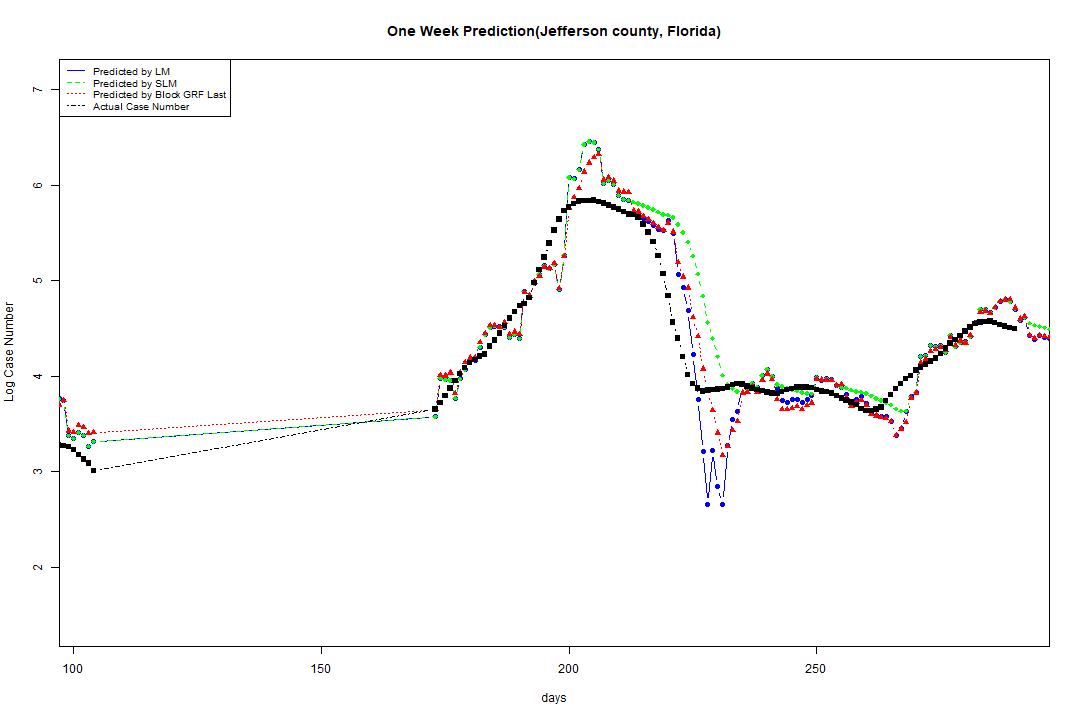 One Week Prediction(Jefferson county, Florida)
Predicted by LM
Predicted by SLM
Predicted by Block GRF Last
Actual Case Number
7
6
5
4
3
2
Log Case Number
100 150 200 250
days